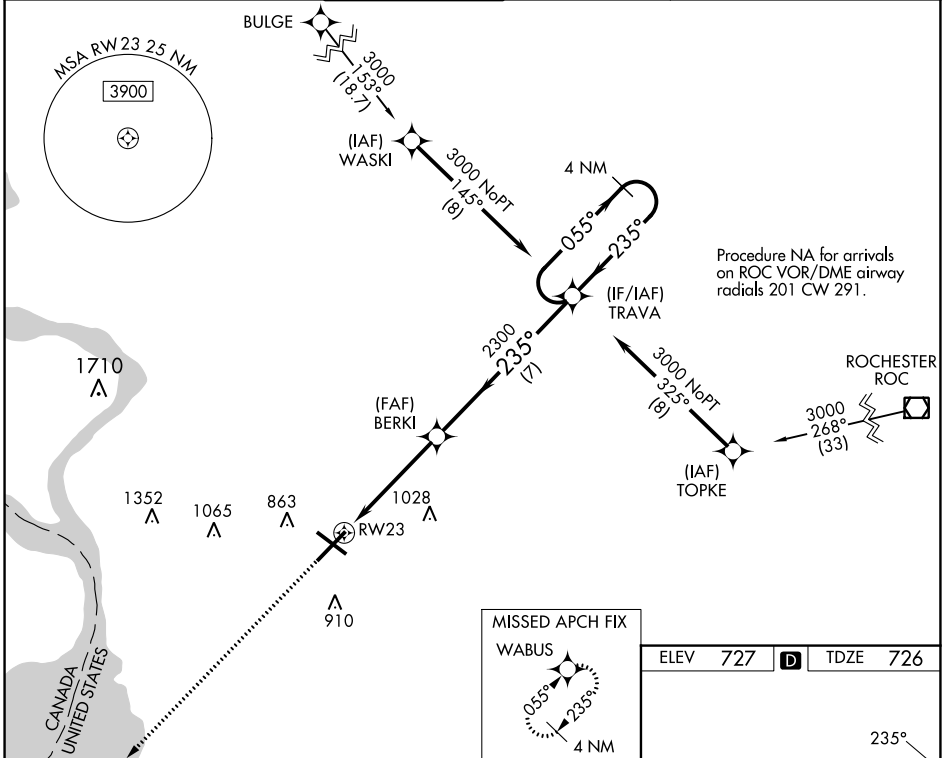 BULGE
MSA RW23 25 NM
3900
3000
153°
(18.7)
(IAF)
WASKI
3000 NoPT
145°
(8)
4 NM
055°
235°
Procedure NA for arrivals
on ROC VOR/DME airway
radials 201 CW 291.
(IF/IAF)
TRAVA
2300
235°
(7)
1710
3000 NoPT
325°
(8)
ROCHESTER
ROC
3000
268°
(33)
(FAF)
BERKI
(IAF)
TOPKE
1352
1065
863
1028
RW23
910
MISSED APCH FIX
WABUS
055°
235°
4 NM
CANADA
UNITED STATES
ELEV 727 D TDZE 726
235°